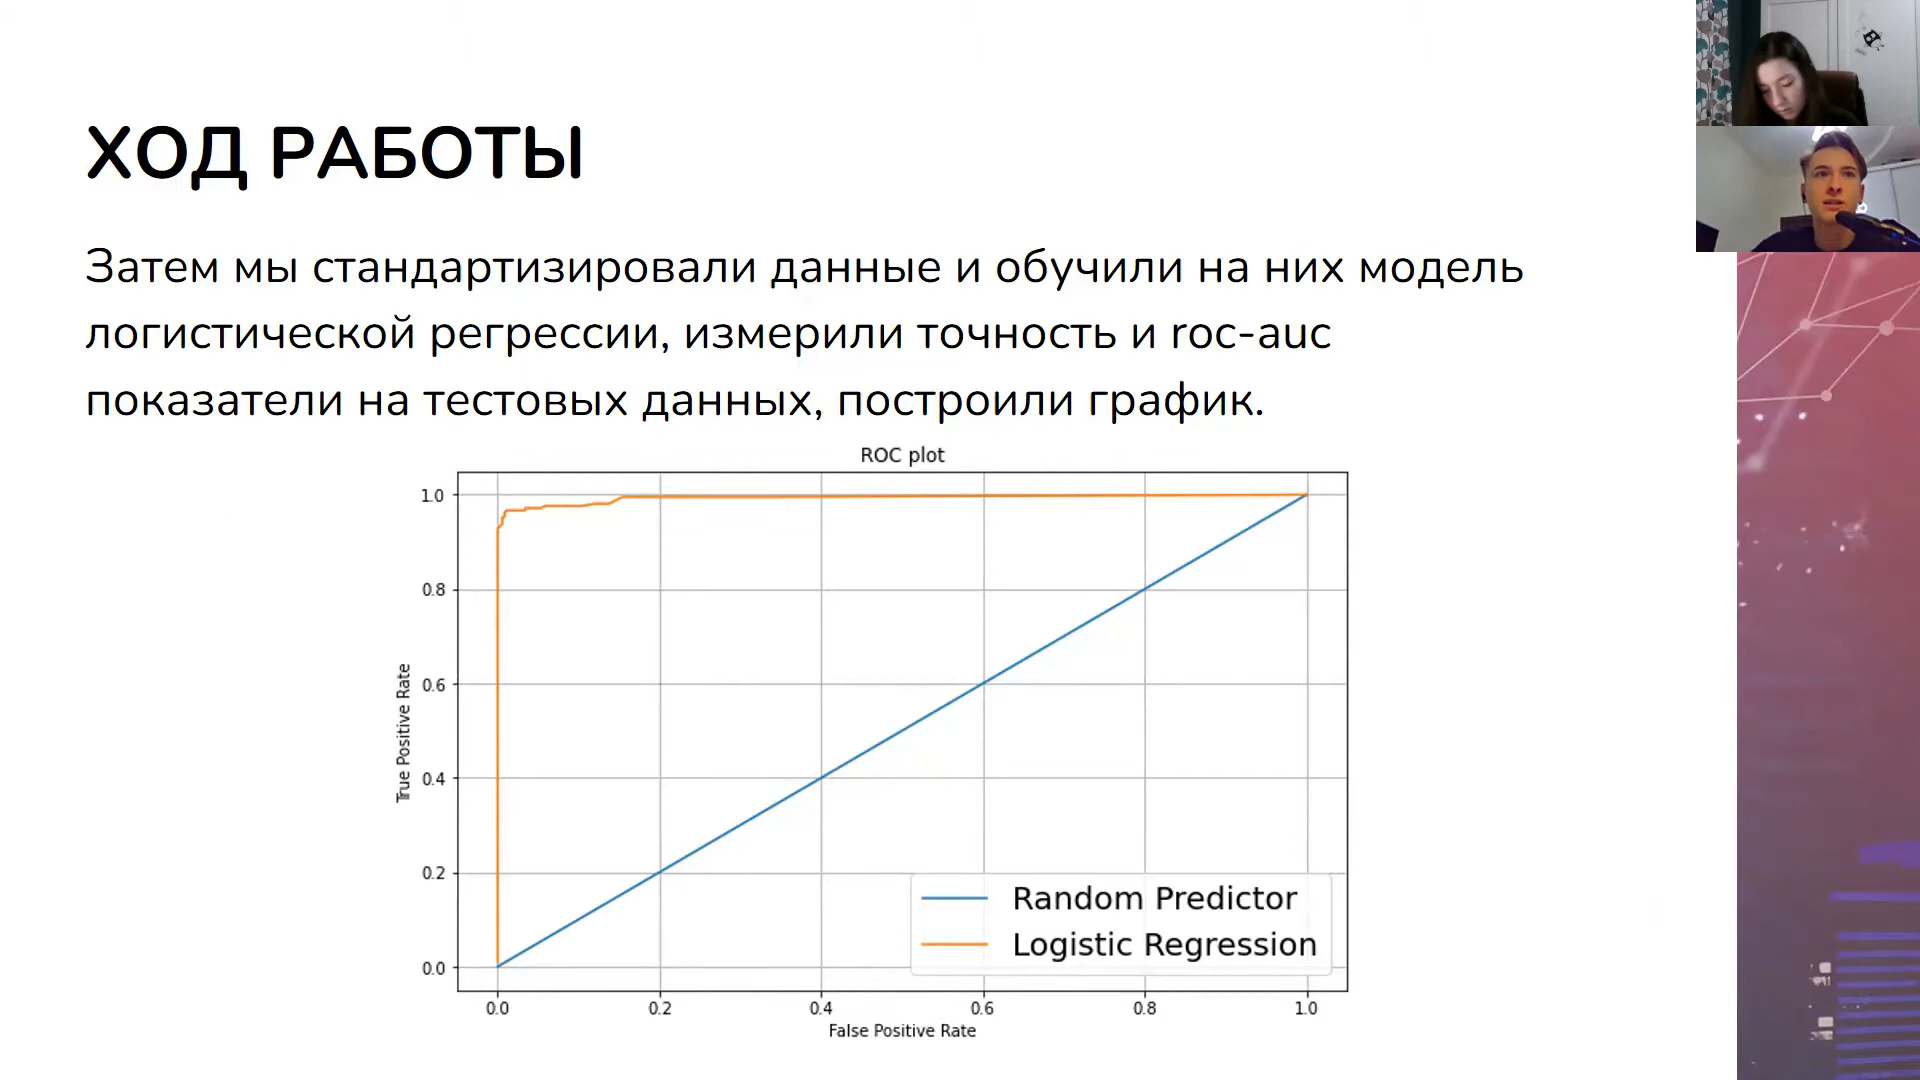 ХОД РАБОТЫ
Затем мы стандартизировали данные и обучили на них модель
логистической регрессии, измерили точность и roc-auc
показатели на тестовых данных, построили график.
ROC plot
True Positive Rate
1.0
0.8
0.6
0.4
0.2
0.0
Random Predictor
Logistic Regression
0.0 0.2 0.4 0.6 0.8 1.0
False Positive Rate